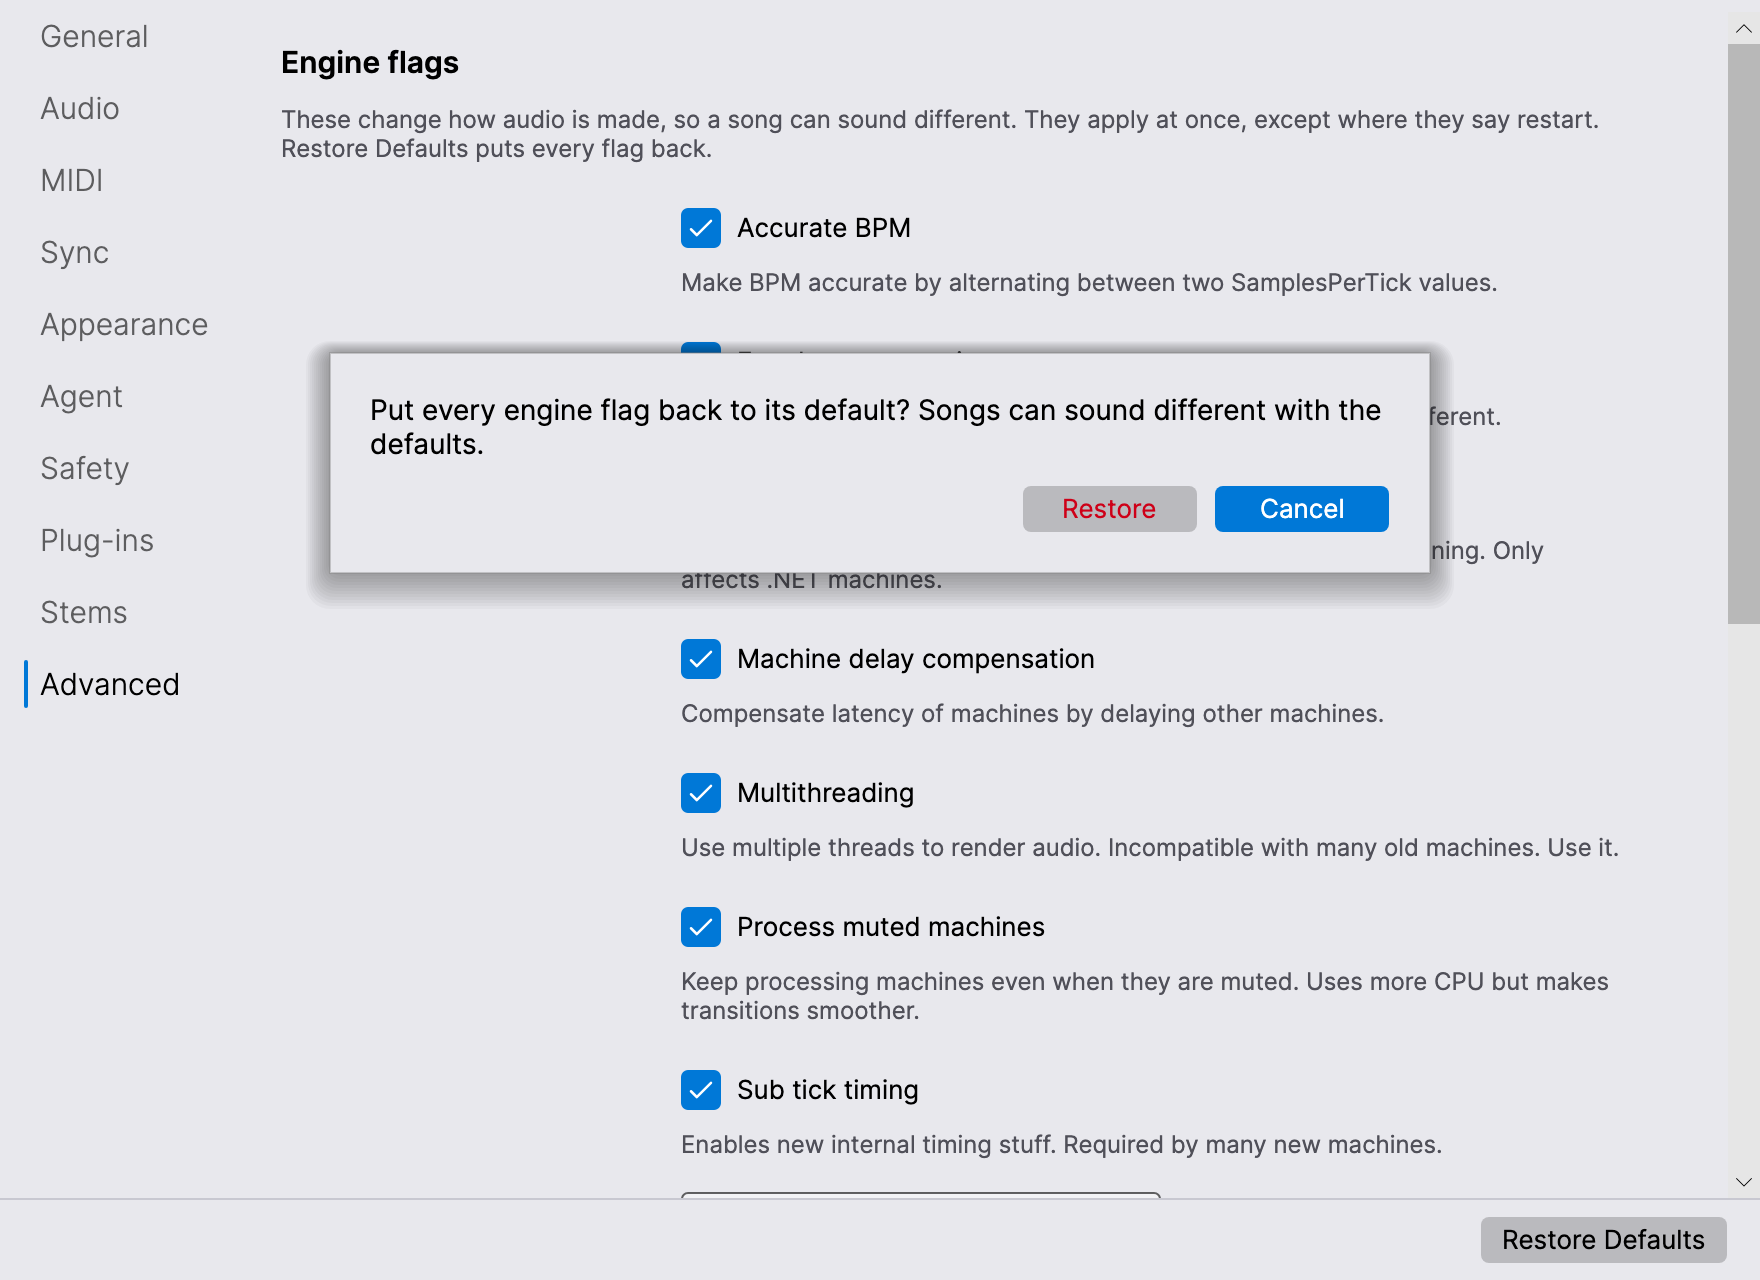 General
Audio
MIDI
Sync
Appearance
Agent
Safety
Plug-ins
Stems
Advanced
Engine flags
These change how audio is made, so a song can sound different. They apply at once, except where they say restart.
Restore Defaults puts every flag back.
Accurate BPM
Make BPM accurate by alternating between two SamplesPerTick values.
Put every engine flag back to its default? Songs can sound different with the
defaults.
Restore
Cancel
ferent.
ning. Only
affects .NET machines.
Machine delay compensation
Compensate latency of machines by delaying other machines.
Multithreading
Use multiple threads to render audio. Incompatible with many old machines. Use it.
Process muted machines
Keep processing machines even when they are muted. Uses more CPU but makes
transitions smoother.
Sub tick timing
Enables new internal timing stuff. Required by many new machines.
Restore Defaults